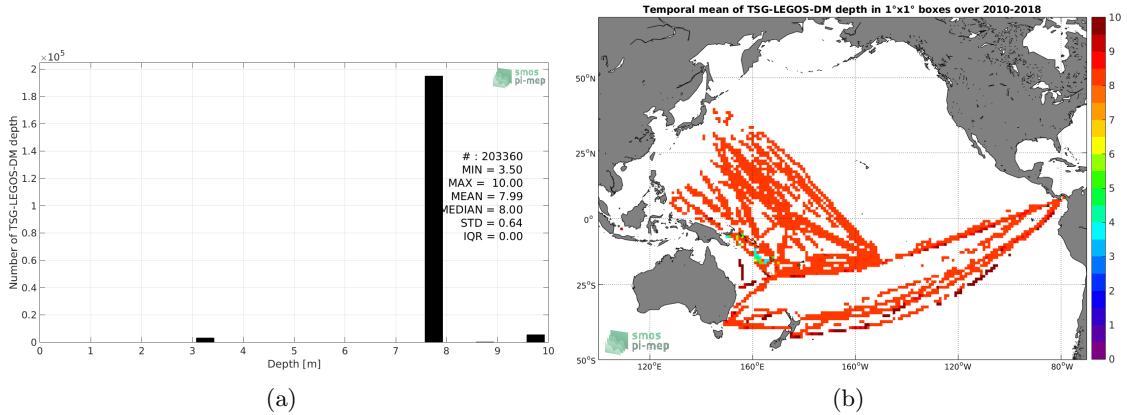 ×10⁵
2
1.8
1.6
1.4
1.2
1
0.8
0.6
0.4
0.2
0
Number of TSG-LEGOS-DM depth
smos
pi-mep
# : 203360
MIN = 3.50
MAX = 10.00
MEAN = 7.99
MEDIAN = 8.00
STD = 0.64
IQR = 0.00
0 1 2 3 4 5 6 7 8 9 10
Depth [m]
(a)
Temporal mean of TSG-LEGOS-DM depth in 1°x1° boxes over 2010-2018
50°N
25°N
0°
25°S
50°S
120°E 160°E 160°W 120°W 80°W
smos
pi-mep
10
9
8
7
6
5
4
3
2
1
0
(b)